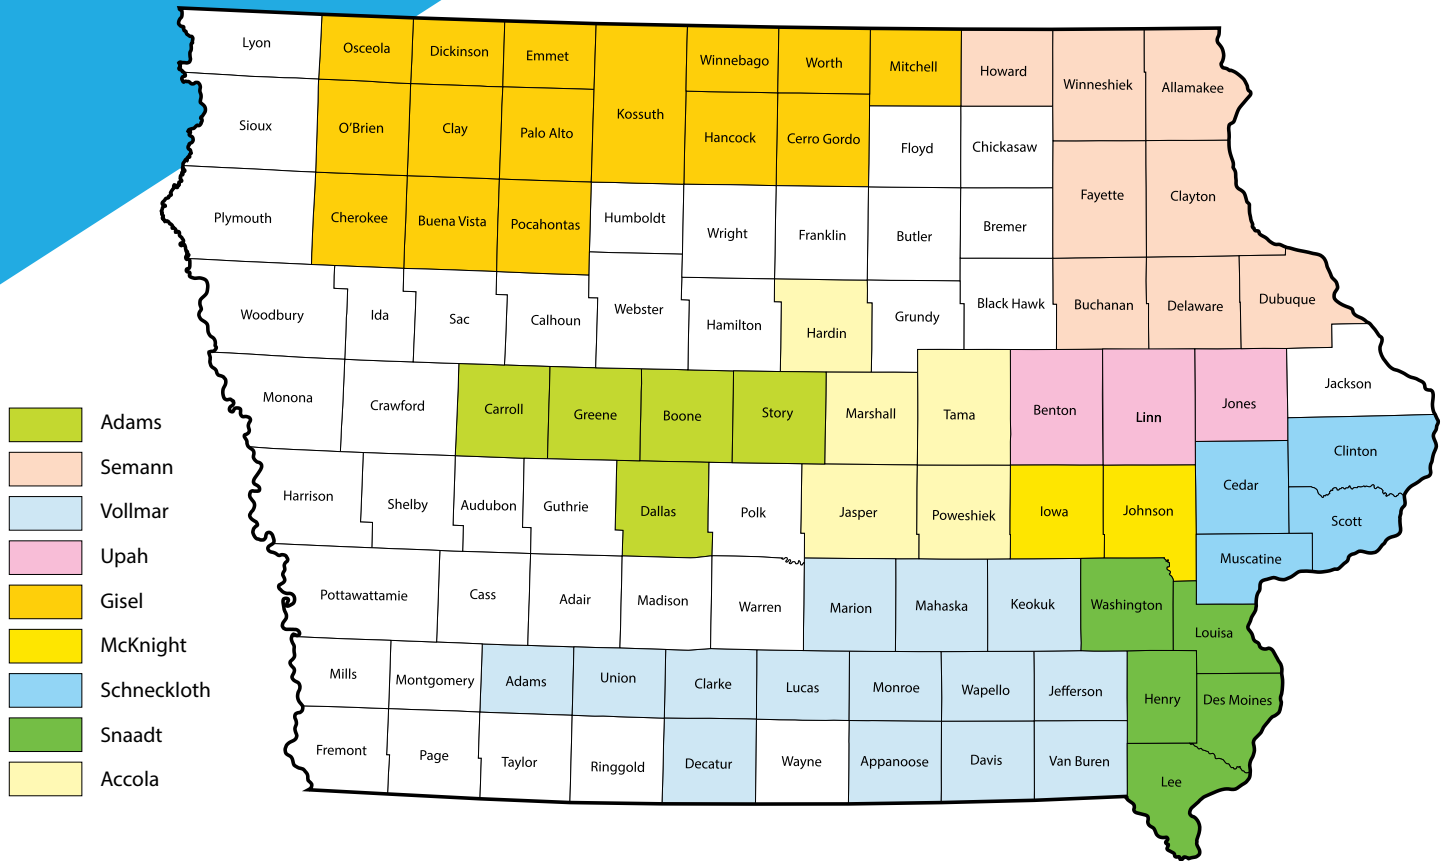 Lyon
Osceola
Dickinson
Emmet
Kossuth
Winnebago
Worth
Mitchell
Howard
Winneshiek
Allamakee
Sioux
O'Brien
Clay
Palo Alto
Hancock
Cerro Gordo
Floyd
Chickasaw
Fayette
Clayton
Plymouth
Cherokee
Buena Vista
Pocahontas
Humboldt
Wright
Franklin
Butler
Bremer
Woodbury
Ida
Sac
Calhoun
Webster
Hamilton
Hardin
Grundy
Black Hawk
Buchanan
Delaware
Dubuque
Monona
Crawford
Carroll
Greene
Boone
Story
Marshall
Tama
Benton
Linn
Jones
Jackson
Harrison
Shelby
Audubon
Guthrie
Dallas
Polk
Jasper
Poweshiek
Iowa
Johnson
Cedar
Clinton
Scott
Muscatine
Pottawattamie
Cass
Adair
Madison
Warren
Marion
Mahaska
Keokuk
Washington
Louisa
Mills
Montgomery
Adams
Union
Clarke
Lucas
Monroe
Wapello
Jefferson
Henry
Des Moines
Fremont
Page
Taylor
Ringgold
Decatur
Wayne
Appanoose
Davis
Van Buren
Lee
Adams
Semann
Vollmar
Upah
Gisel
McKnight
Schneckloth
Snaadt
Accola